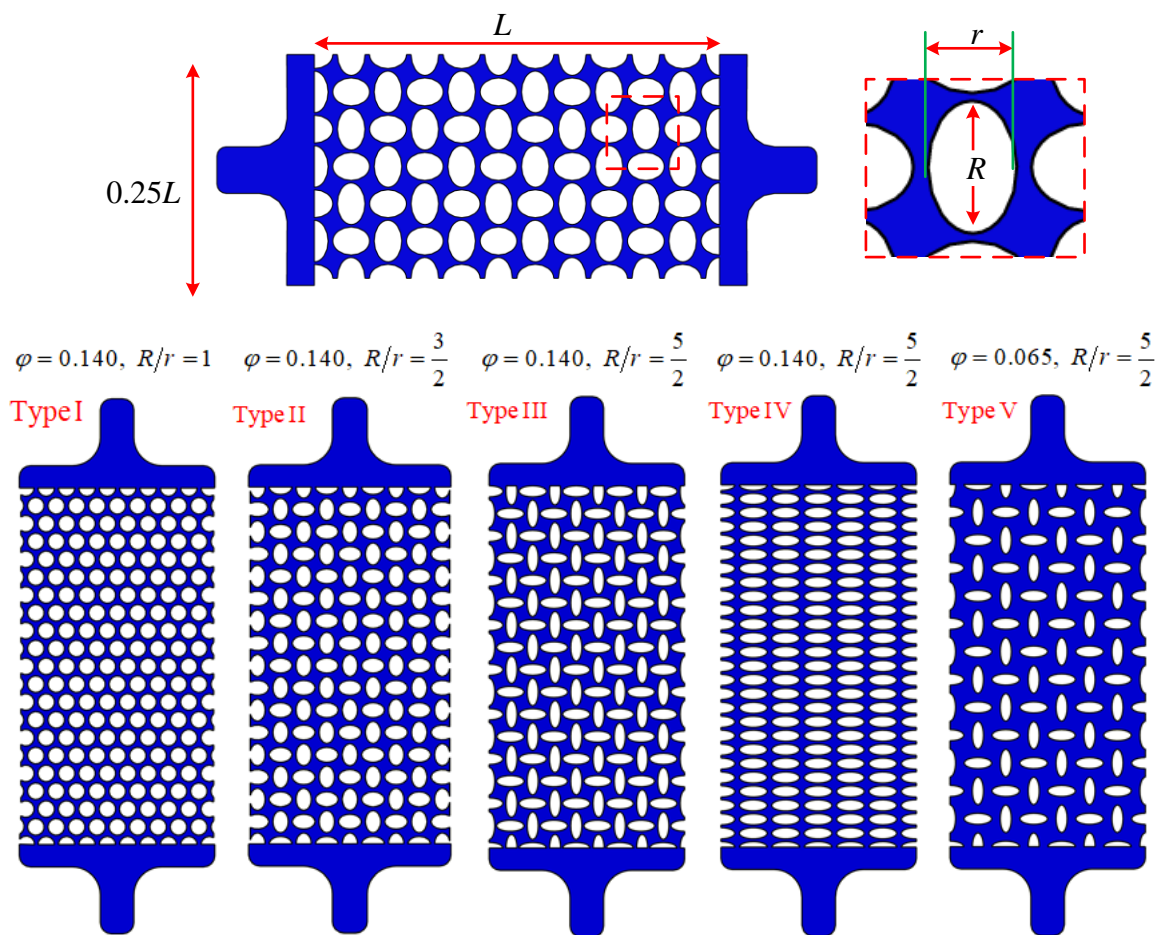 L
r
R
0.25L
φ = 0.140, R/r = 1
φ = 0.140, R/r = 3/2
φ = 0.140, R/r = 5/2
φ = 0.140, R/r = 5/2
φ = 0.065, R/r = 5/2
Type I
Type II
Type III
Type IV
Type V